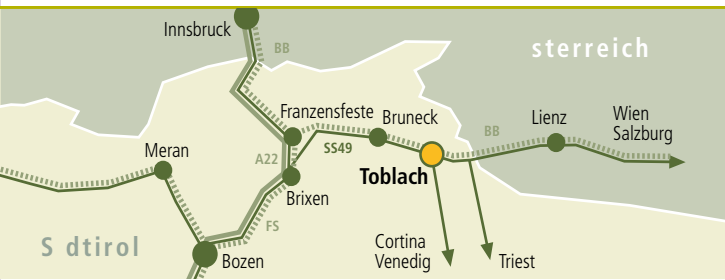 Innsbruck
BB
sterreich
Franzensfeste
Bruneck
Lienz
Wien
Salzburg
BB
SS49
Meran
A22
Toblach
Brixen
FS
S dtirol
Bozen
Cortina
Venedig
Triest